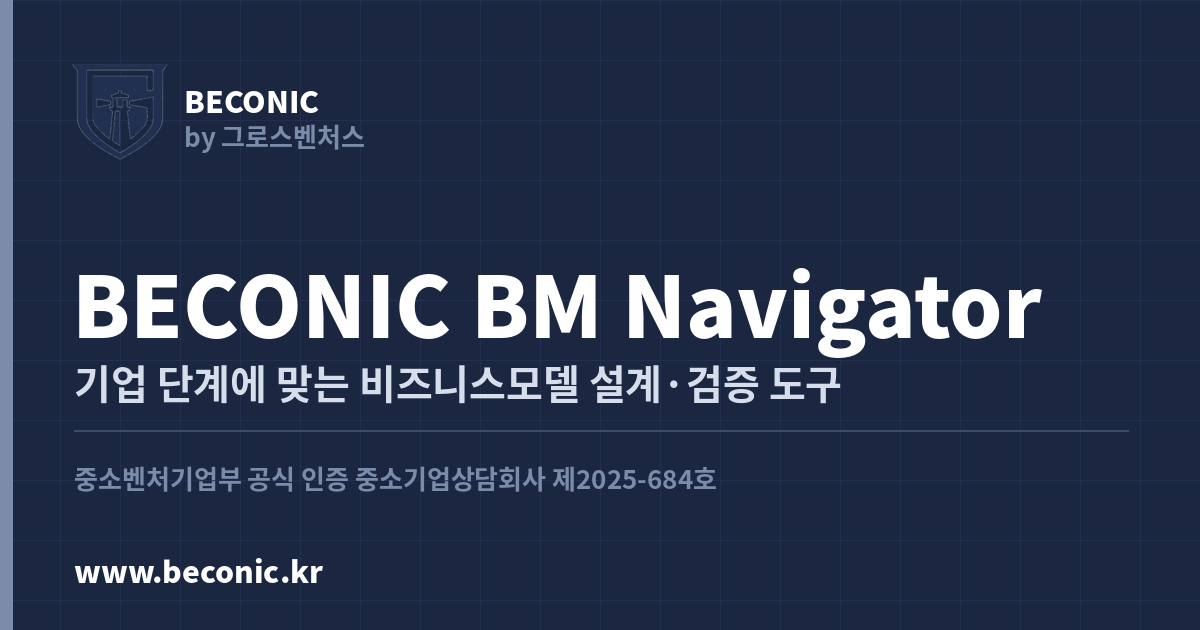 BECONIC
by 그로스벤처스
BECONIC BM Navigator
기업 단계에 맞는 비즈니스모델 설계·검증 도구
중소벤처기업부 공식 인증 중소기업상담회사 제2025-684호
www.beconic.kr